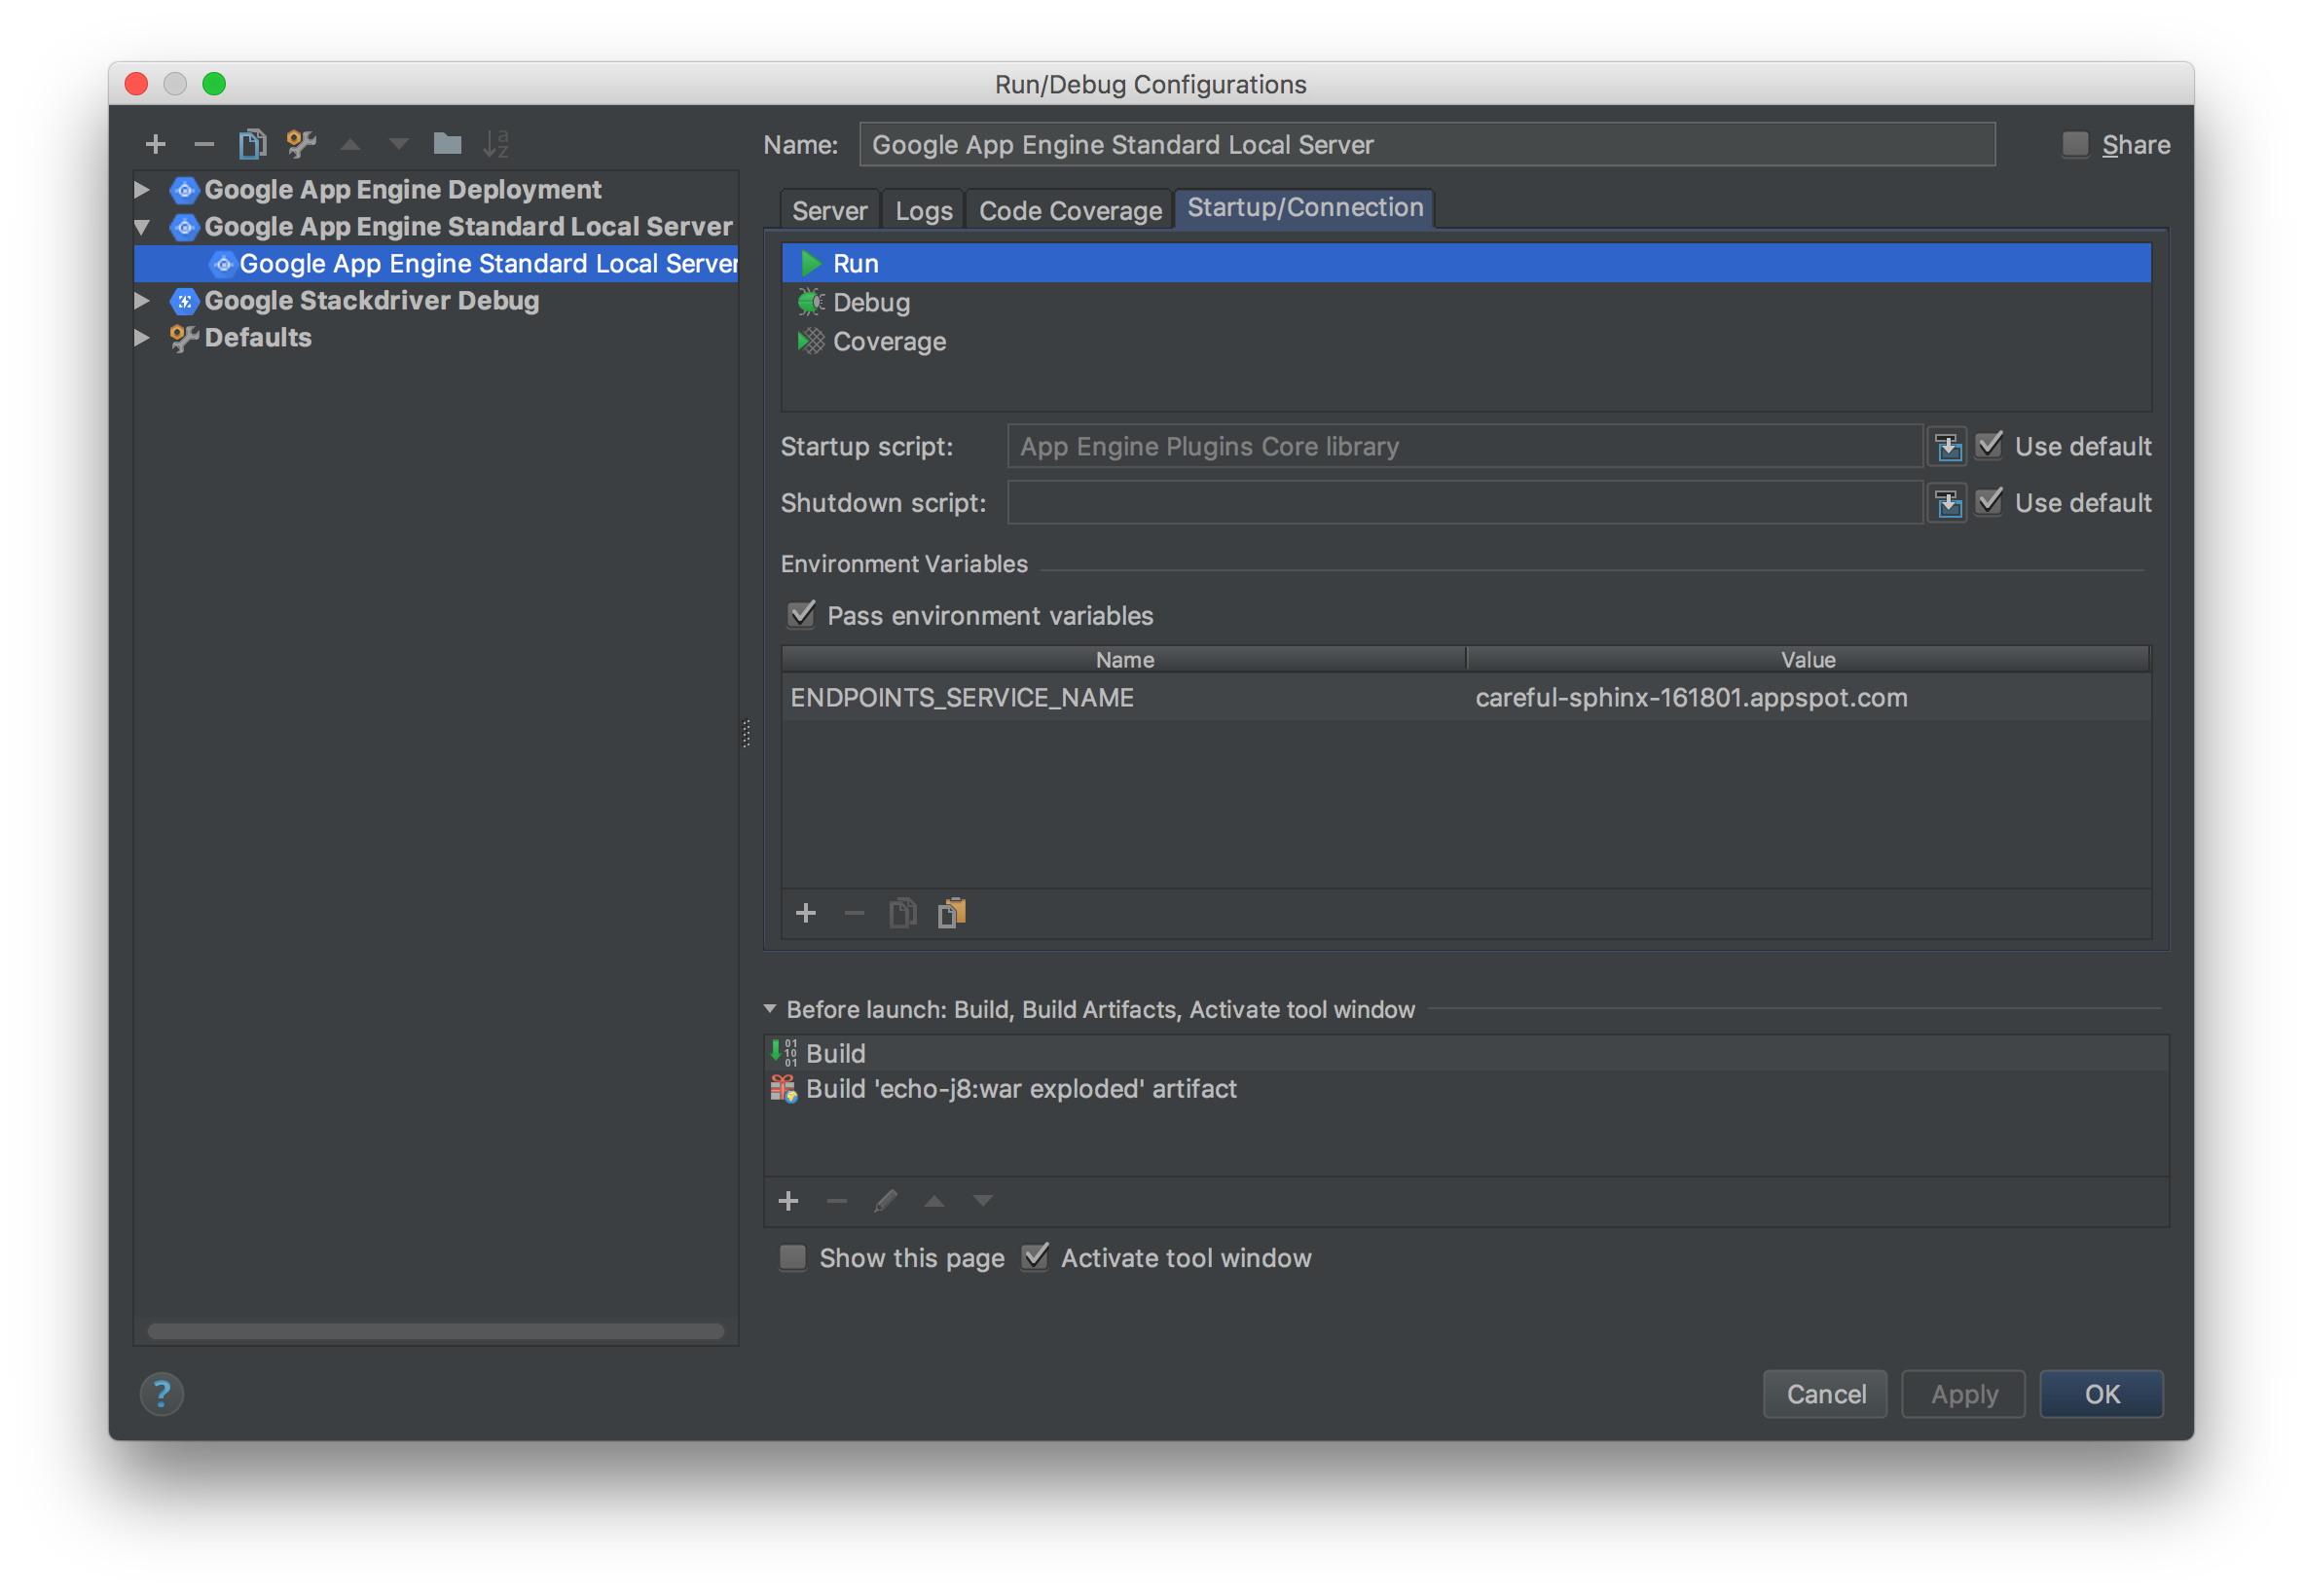 Run/Debug Configurations
Name: Google App Engine Standard Local Server Share
Google App Engine Deployment
Google App Engine Standard Local Server
Google App Engine Standard Local Server
Google Stackdriver Debug
Defaults
Server Logs Code Coverage Startup/Connection
Run
Debug
Coverage
Startup script: App Engine Plugins Core library Use default
Shutdown script: Use default
Environment Variables
Pass environment variables
Name Value
ENDPOINTS_SERVICE_NAME careful-sphinx-161801.appspot.com
Before launch: Build, Build Artifacts, Activate tool window
Build
Build 'echo-j8:war exploded' artifact
Show this page Activate tool window
? Cancel Apply OK